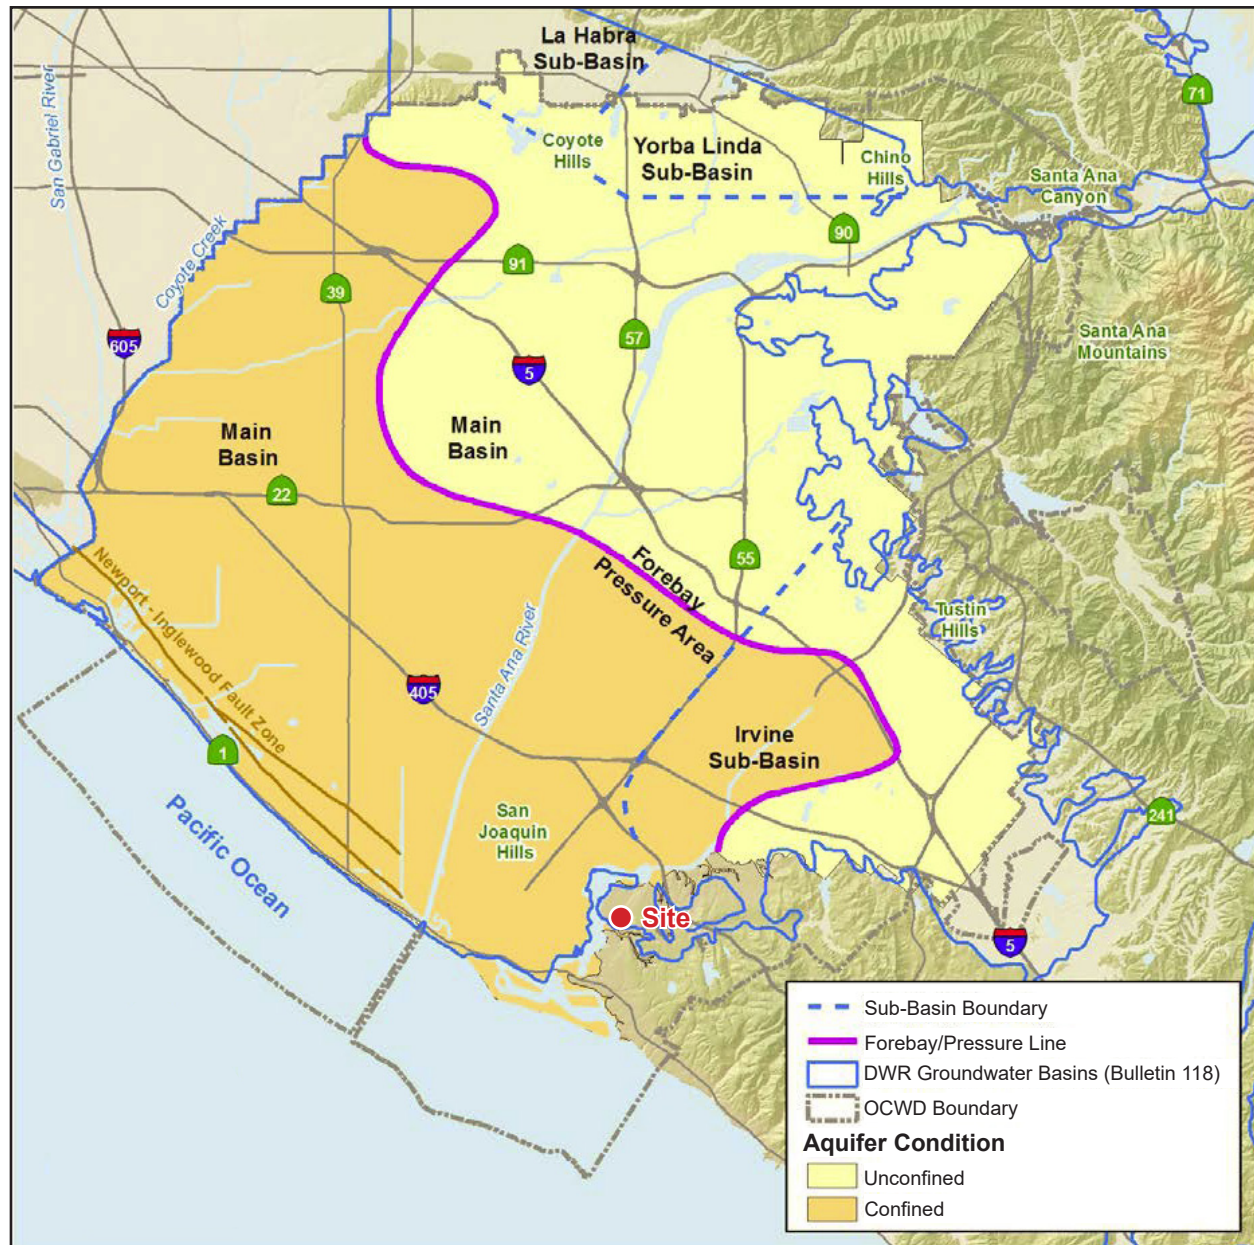 La Habra
Sub-Basin
71
San Gabriel River
Coyote
Hills
Yorba Linda
Sub-Basin
Chino
Hills
Santa Ana
Canyon
90
91
Coyote Creek
39
57
605
5
Santa Ana
Mountains
Main
Basin
Main
Basin
22
55
Forebay
Pressure Area
Newport - Inglewood Fault Zone
Tustin
Hills
Santa Ana River
405
1
Irvine
Sub-Basin
San
Joaquin
Hills
241
Pacific Ocean
Site
5
Sub-Basin Boundary
Forebay/Pressure Line
DWR Groundwater Basins (Bulletin 118)
OCWD Boundary
Aquifer Condition
Unconfined
Confined